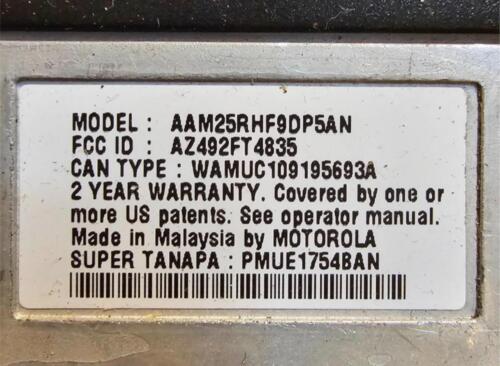 MODEL : AAM25RHF9DP5AN
FCC ID : AZ492FT4835
CAN TYPE : WAMUC109195693A
2 YEAR WARRANTY. Covered by one or
more US patents. See operator manual.
Made in Malaysia by MOTOROLA
SUPER TANAPA : PMUE1754BAN